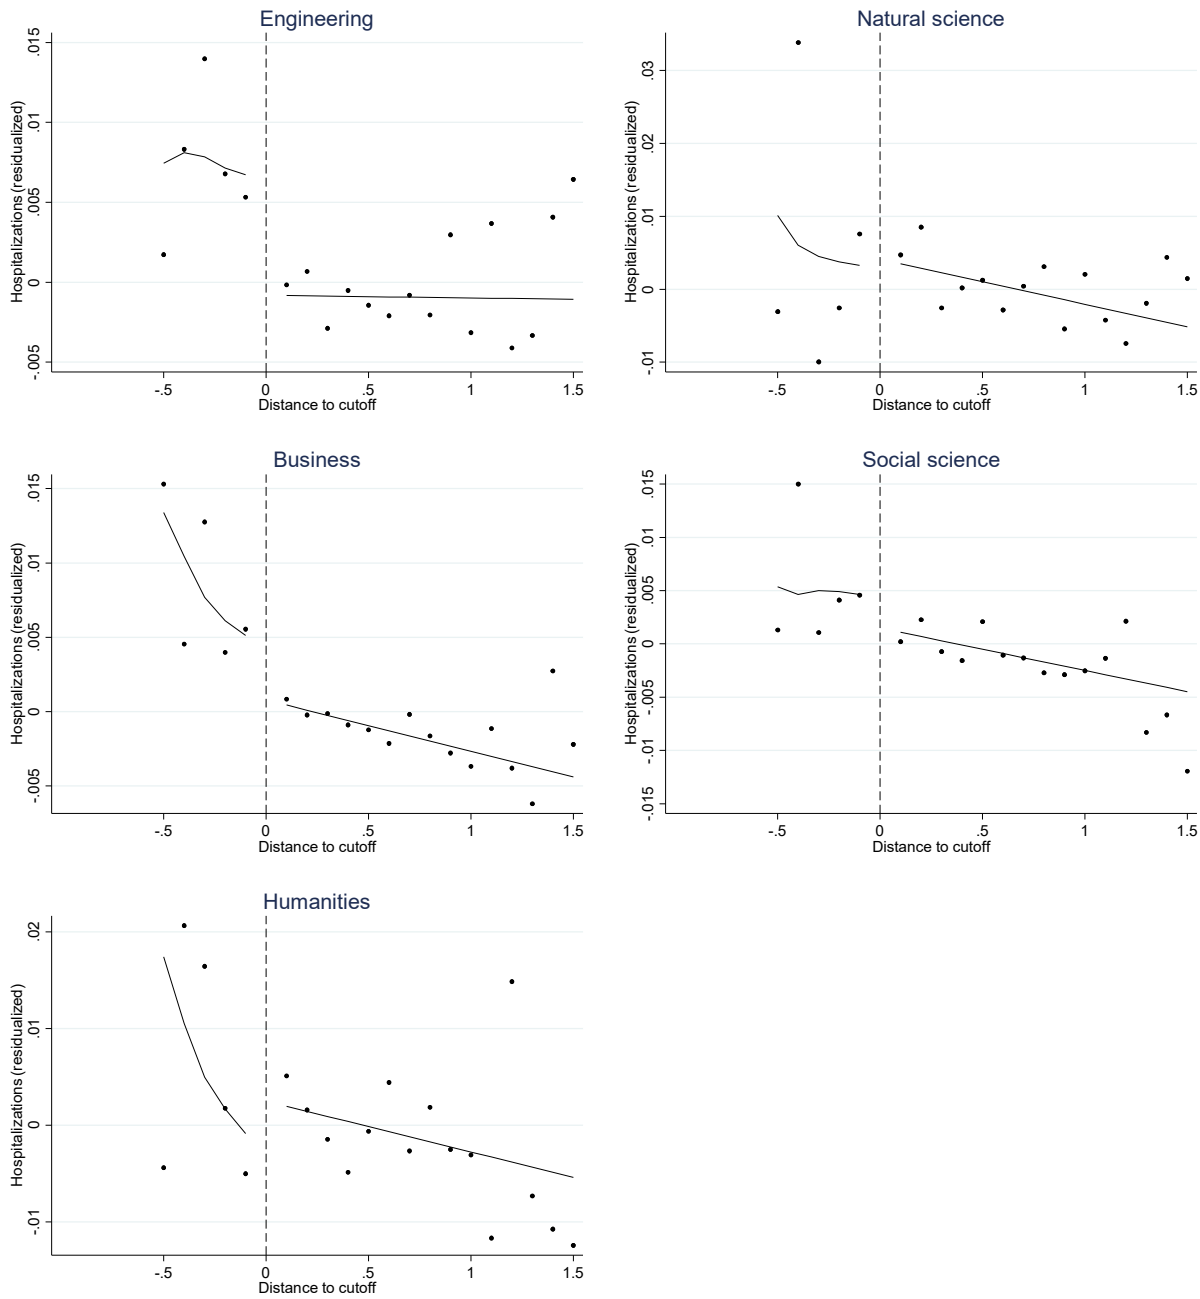 Engineering
Hospitalizations (residualized)
.015
.01
.005
0
-.005
-.5 0 .5 1 1.5
Distance to cutoff
Natural science
Hospitalizations (residualized)
.03
.02
.01
0
-.01
-.5 0 .5 1 1.5
Distance to cutoff
Business
Hospitalizations (residualized)
.015
.01
.005
0
-.005
-.5 0 .5 1 1.5
Distance to cutoff
Social science
Hospitalizations (residualized)
.015
.01
.005
0
-.005
-.01
-.015
-.5 0 .5 1 1.5
Distance to cutoff
Humanities
Hospitalizations (residualized)
.02
.01
0
-.01
-.5 0 .5 1 1.5
Distance to cutoff